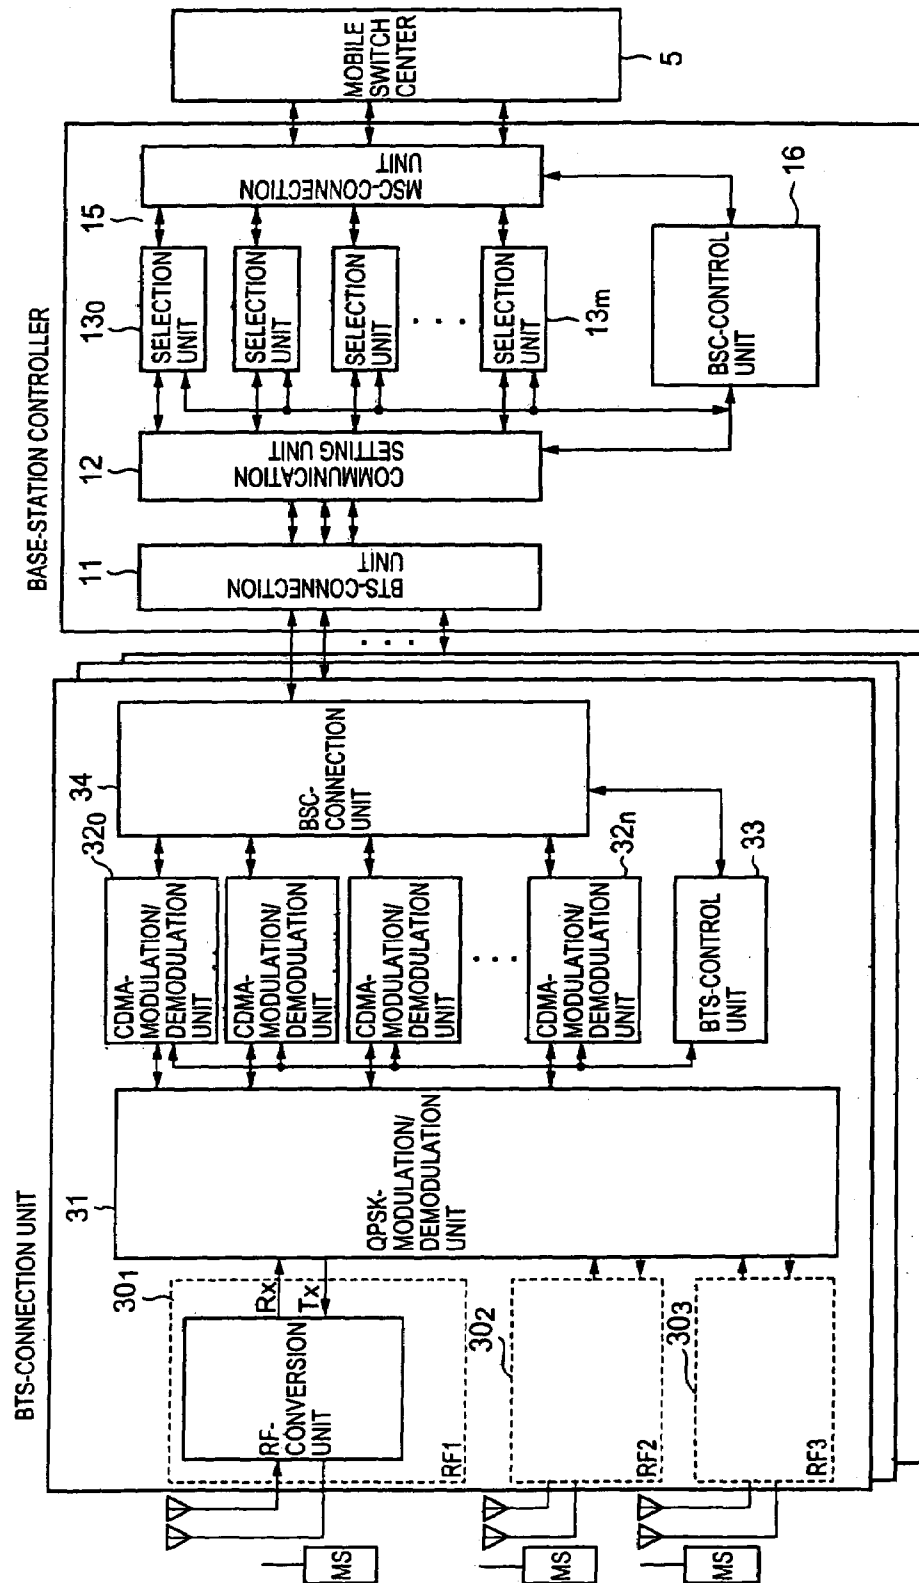 BTS-CONNECTION UNIT
BASE-STATION CONTROLLER
MS
MS
MS
301
RF-
CONVERSION
UNIT
Rx
Tx
RF1
302
RF2
303
RF3
31
QPSK-
MODULATION/
DEMODULATION
UNIT
320
CDMA-
MODULATION/
DEMODULATION
UNIT
CDMA-
MODULATION/
DEMODULATION
UNIT
CDMA-
MODULATION/
DEMODULATION
UNIT
. . .
32n
CDMA-
MODULATION/
DEMODULATION
UNIT
33
BTS-CONTROL
UNIT
34
BSC-
CONNECTION
UNIT
. . .
11
BTS-CONNECTION
UNIT
12
COMMUNICATION
SETTING UNIT
130
SELECTION
UNIT
SELECTION
UNIT
SELECTION
UNIT
. . .
13m
SELECTION
UNIT
15
MSC-CONNECTION
UNIT
16
BSC-CONTROL
UNIT
MOBILE
SWITCH
CENTER
5